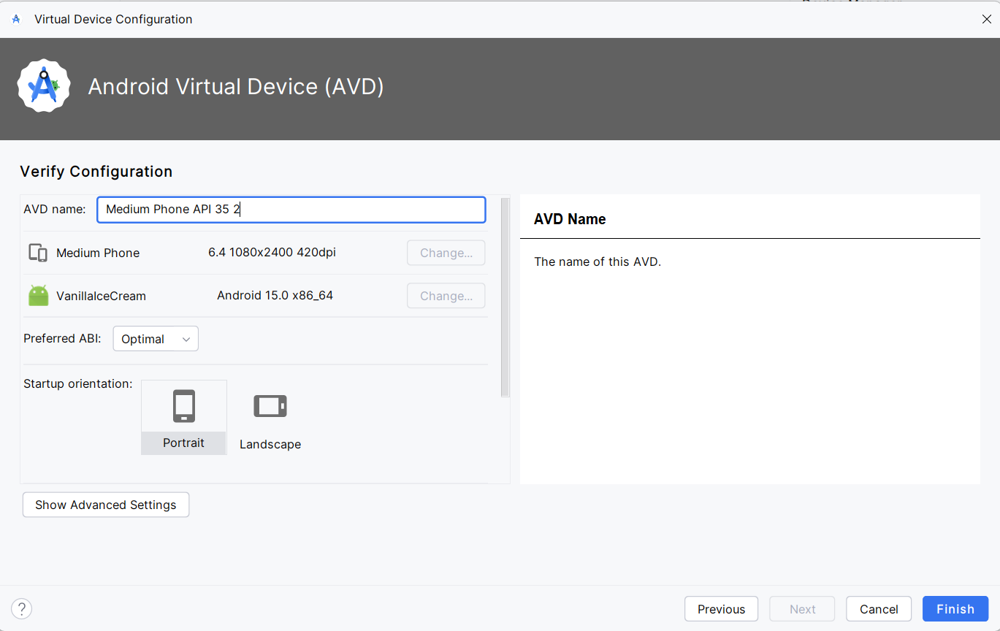 Virtual Device Configuration
Android Virtual Device (AVD)
Verify Configuration
AVD name: Medium Phone API 35 2
Medium Phone 6.4 1080x2400 420dpi Change...
VanillaIceCream Android 15.0 x86_64 Change...
Preferred ABI: Optimal
Startup orientation:
Portrait
Landscape
Show Advanced Settings
AVD Name
The name of this AVD.
?
Previous Next Cancel Finish